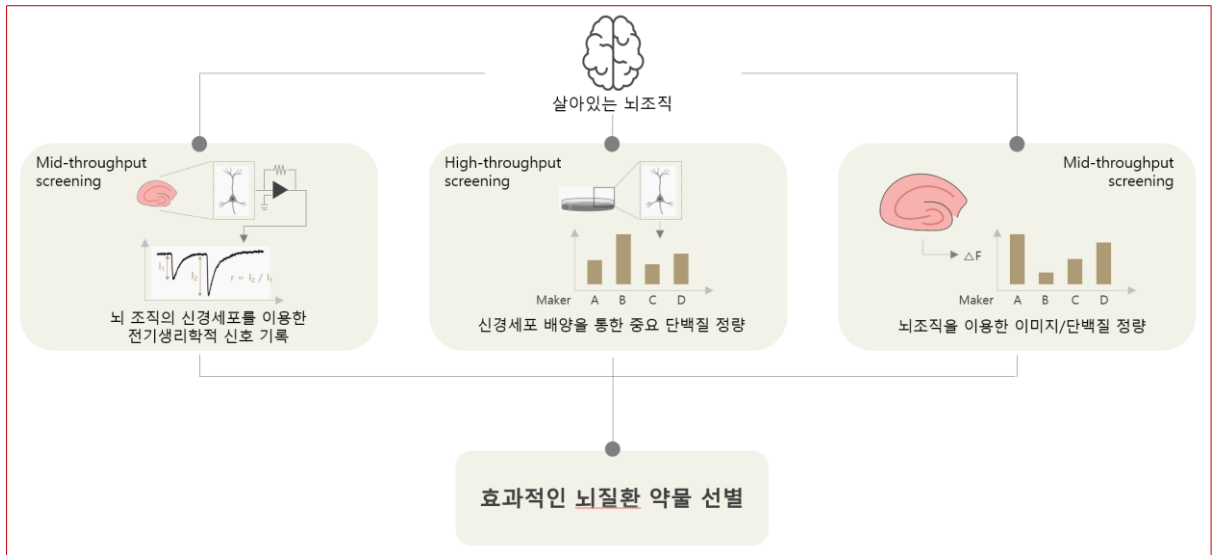 살아있는 뇌조직
Mid-throughput
screening
I₁
I₂
r = I₂ / I₁
뇌 조직의 신경세포를 이용한
전기생리학적 신호 기록
High-throughput
screening
Maker A B C D
신경세포 배양을 통한 중요 단백질 정량
Mid-throughput
screening
△F
Maker A B C D
뇌조직을 이용한 이미지/단백질 정량
효과적인 뇌질환 약물 선별